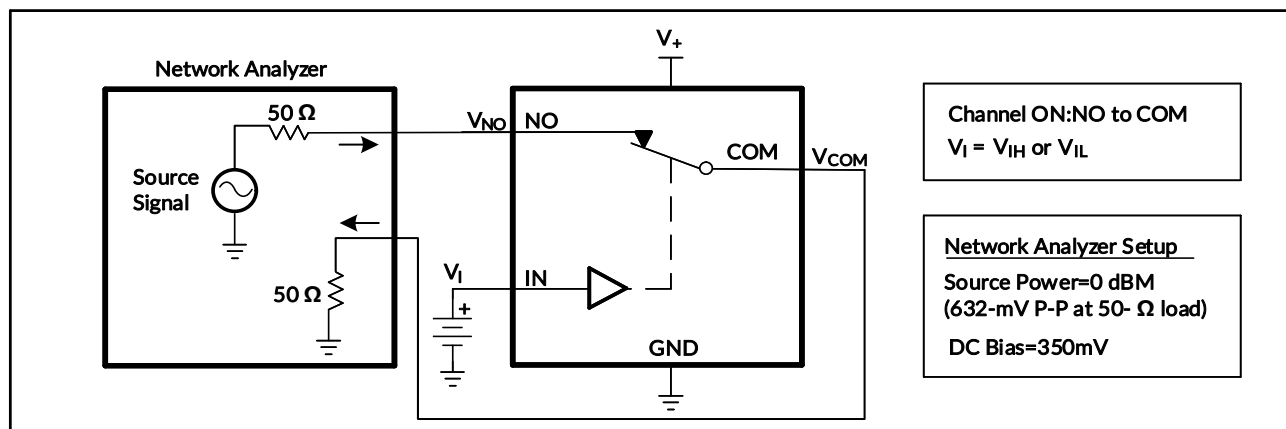 Network Analyzer
50 Ω
Source
Signal
50 Ω
V+
VNO
NO
COM
VCOM
VI
IN
+
GND
Channel ON:NO to COM
VI = VIH or VIL
Network Analyzer Setup
Source Power=0 dBM
(632-mV P-P at 50- Ω load)
DC Bias=350mV